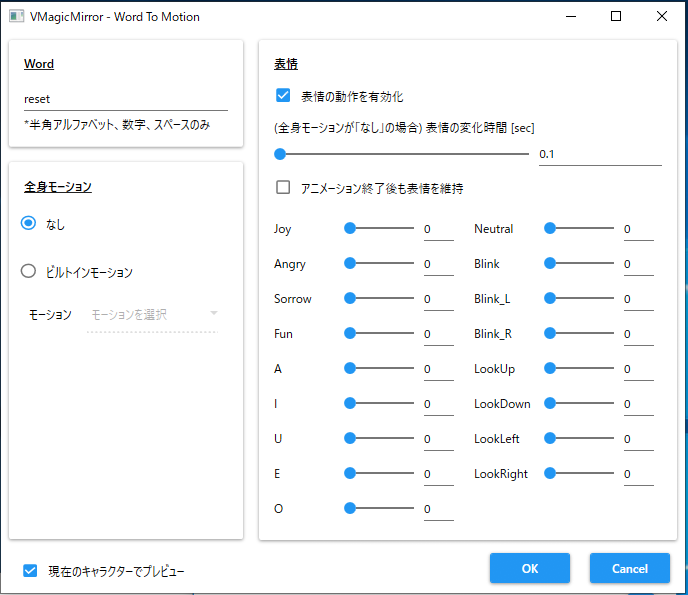 VMagicMirror - Word To Motion
Word
reset
*半角アルファベット、数字、スペースのみ
全身モーション
なし
ビルトインモーション
モーション モーションを選択
表情
表情の動作を有効化
(全身モーションが「なし」の場合) 表情の変化時間 [sec]
0.1
アニメーション終了後も表情を維持
Joy 0 Neutral 0
Angry 0 Blink 0
Sorrow 0 Blink_L 0
Fun 0 Blink_R 0
A 0 LookUp 0
I 0 LookDown 0
U 0 LookLeft 0
E 0 LookRight 0
O 0
現在のキャラクターでプレビュー
OK Cancel